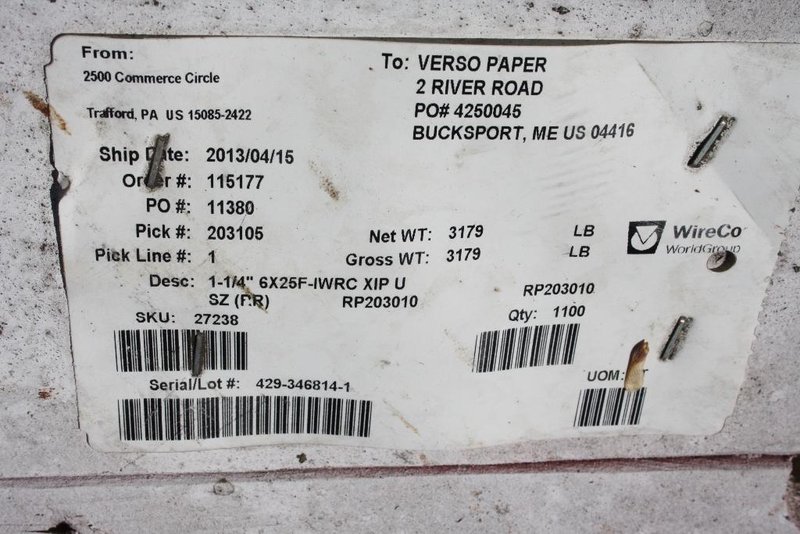 From:
2500 Commerce Circle
Trafford, PA US 15085-2422
To: VERSO PAPER
2 RIVER ROAD
PO# 4250045
BUCKSPORT, ME US 04416
Ship Date: 2013/04/15
Order #: 115177
PO #: 11380
Pick #: 203105
Pick Line #: 1
Net WT: 3179 LB
Gross WT: 3179 LB
WireCo
WorldGroup
Desc: 1-1/4" 6X25F-IWRC XIP U
SZ (P.R) RP203010
RP203010
SKU: 27238
Qty: 1100
Serial/Lot #: 429-346814-1
UOM: